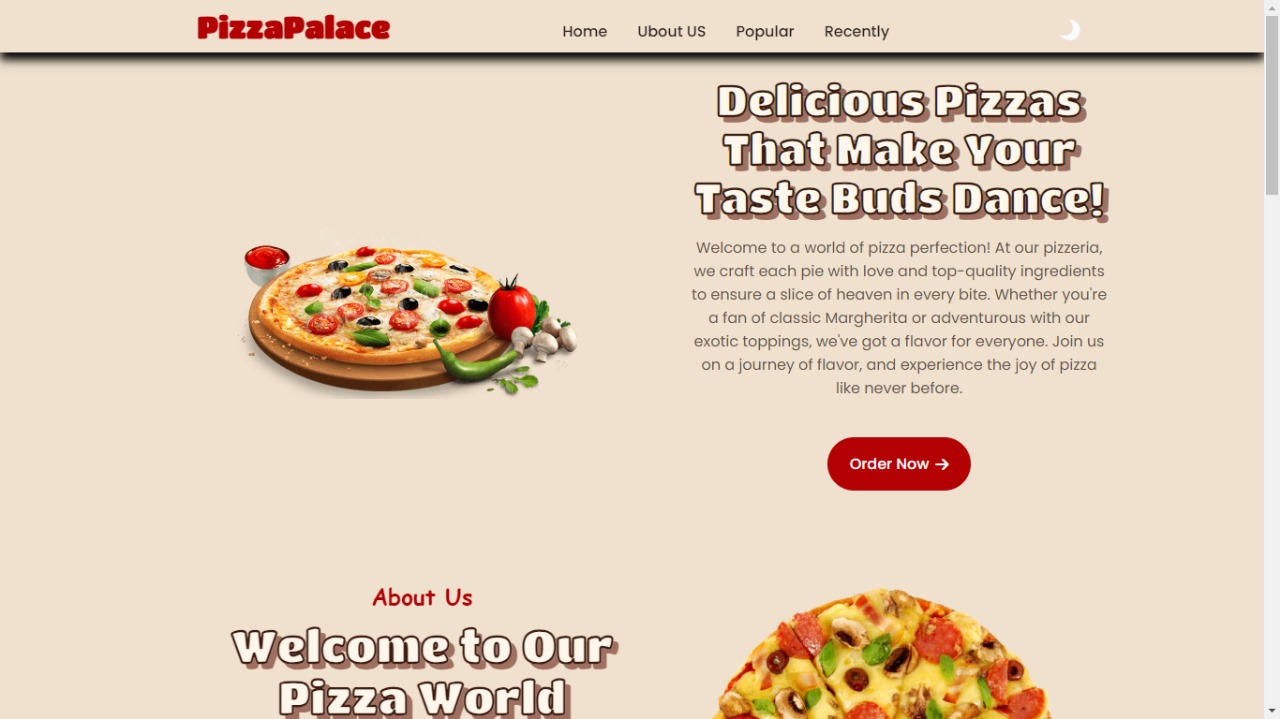 PizzaPalace
Home
Ubout US
Popular
Recently
Delicious Pizzas
That Make Your
Taste Buds Dance!
Welcome to a world of pizza perfection! At our pizzeria,
we craft each pie with love and top-quality ingredients
to ensure a slice of heaven in every bite. Whether you're
a fan of classic Margherita or adventurous with our
exotic toppings, we've got a flavor for everyone. Join us
on a journey of flavor, and experience the joy of pizza
like never before.
Order Now →
About Us
Welcome to Our
Pizza World